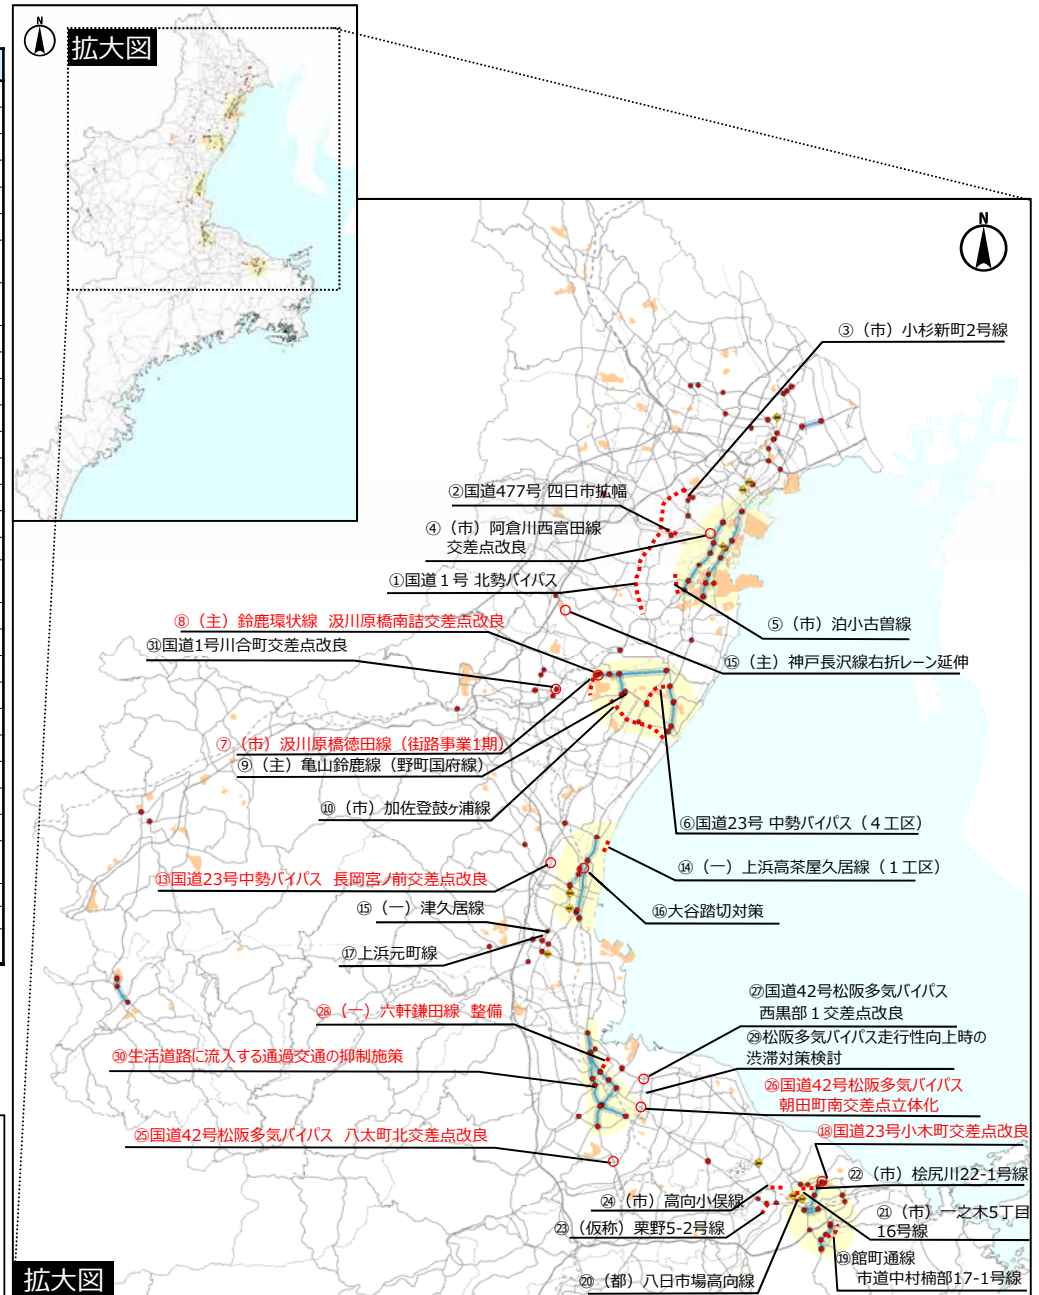 N
拡大図
N
③（市）小杉新町2号線
②国道477号 四日市拡幅
④（市）阿倉川西富田線
交差点改良
①国道１号 北勢バイパス
⑧（主）鈴鹿環状線 汲川原橋南詰交差点改良
⑤（市）泊小古曽線
㉛国道1号川合町交差点改良
⑮（主）神戸長沢線右折レーン延伸
⑦（市）汲川原橋徳田線（街路事業1期）
⑨（主）亀山鈴鹿線（野町国府線）
⑩（市）加佐登鼓ヶ浦線
⑥国道23号 中勢バイパス（４工区）
⑭（一）上浜高茶屋久居線（１工区）
⑬国道23号中勢バイパス 長岡宮ノ前交差点改良
⑮（一）津久居線
⑯大谷踏切対策
⑰上浜元町線
㉗国道42号松阪多気バイパス
西黒部１交差点改良
㉘（一）六軒鎌田線 整備
㉙松阪多気バイパス走行性向上時の
渋滞対策検討
㉚生活道路に流入する通過交通の抑制施策
㉖国道42号松阪多気バイパス
朝田町南交差点立体化
㉕国道42号松阪多気バイパス 八太町北交差点改良
⑱国道23号小木町交差点改良
㉒（市）桧尻川22-1号線
㉔（市）高向小俣線
㉑（市）一之木5丁目
16号線
㉓（仮称）粟野5-2号線
⑲館町通線
市道中村楠部17-1号線
⑳（都）八日市場高向線
拡大図